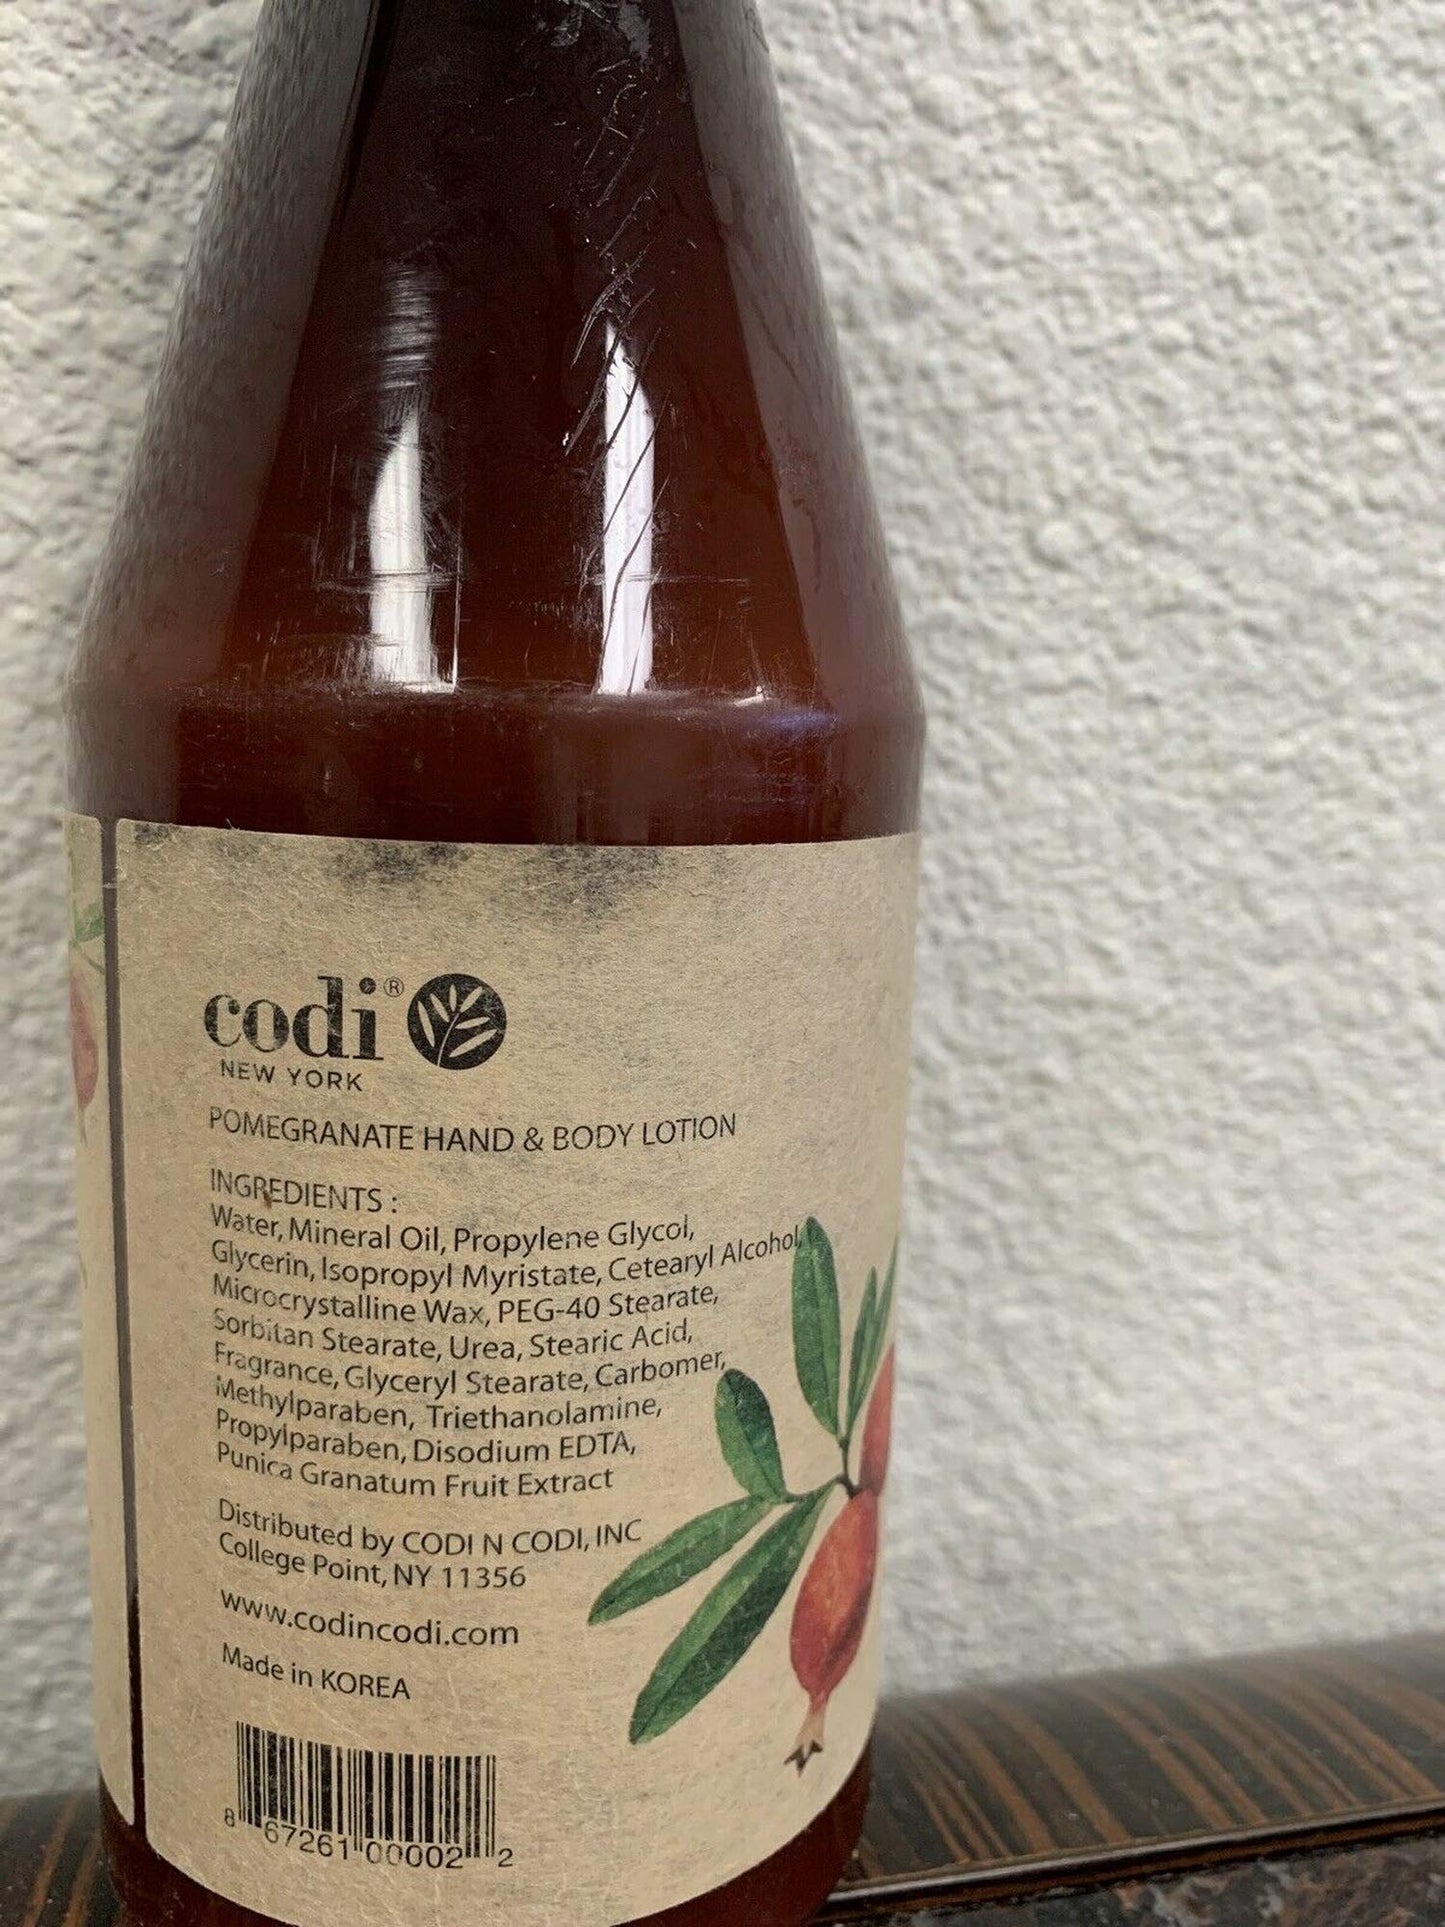 codi®
NEW YORK
POMEGRANATE HAND & BODY LOTION
INGREDIENTS :
Water, Mineral Oil, Propylene Glycol,
Glycerin, Isopropyl Myristate, Cetearyl Alcohol,
Microcrystalline Wax, PEG-40 Stearate,
Sorbitan Stearate, Urea, Stearic Acid,
Fragrance, Glyceryl Stearate, Carbomer,
Methylparaben, Triethanolamine,
Propylparaben, Disodium EDTA,
Punica Granatum Fruit Extract
Distributed by CODI N CODI, INC
College Point, NY 11356
www.codincodi.com
Made in KOREA
8 67261 00002 2